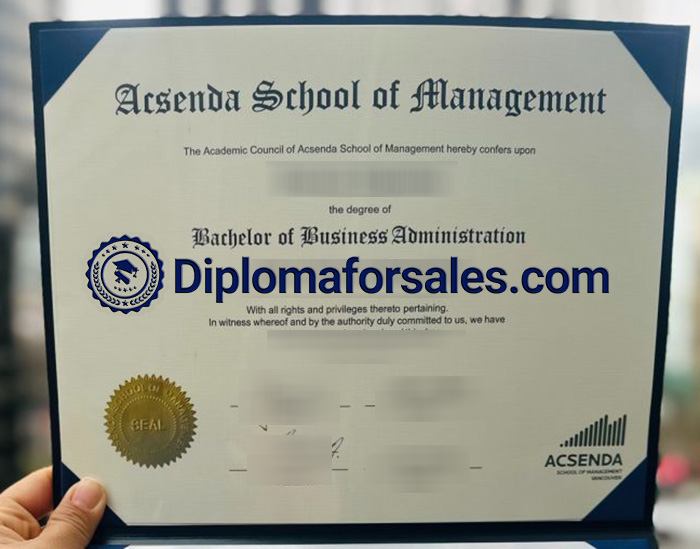 Acsenda School of Management
The Academic Council of Acsenda School of Management hereby confers upon
the degree of
Bachelor of Business Administration
Diplomaforsales.com
With all rights and privileges thereto pertaining.
In witness whereof and by the authority duly committed to us, we have
SCHOOL OF
SEAL
ACSENDA
SCHOOL OF MANAGEMENT
VANCOUVER